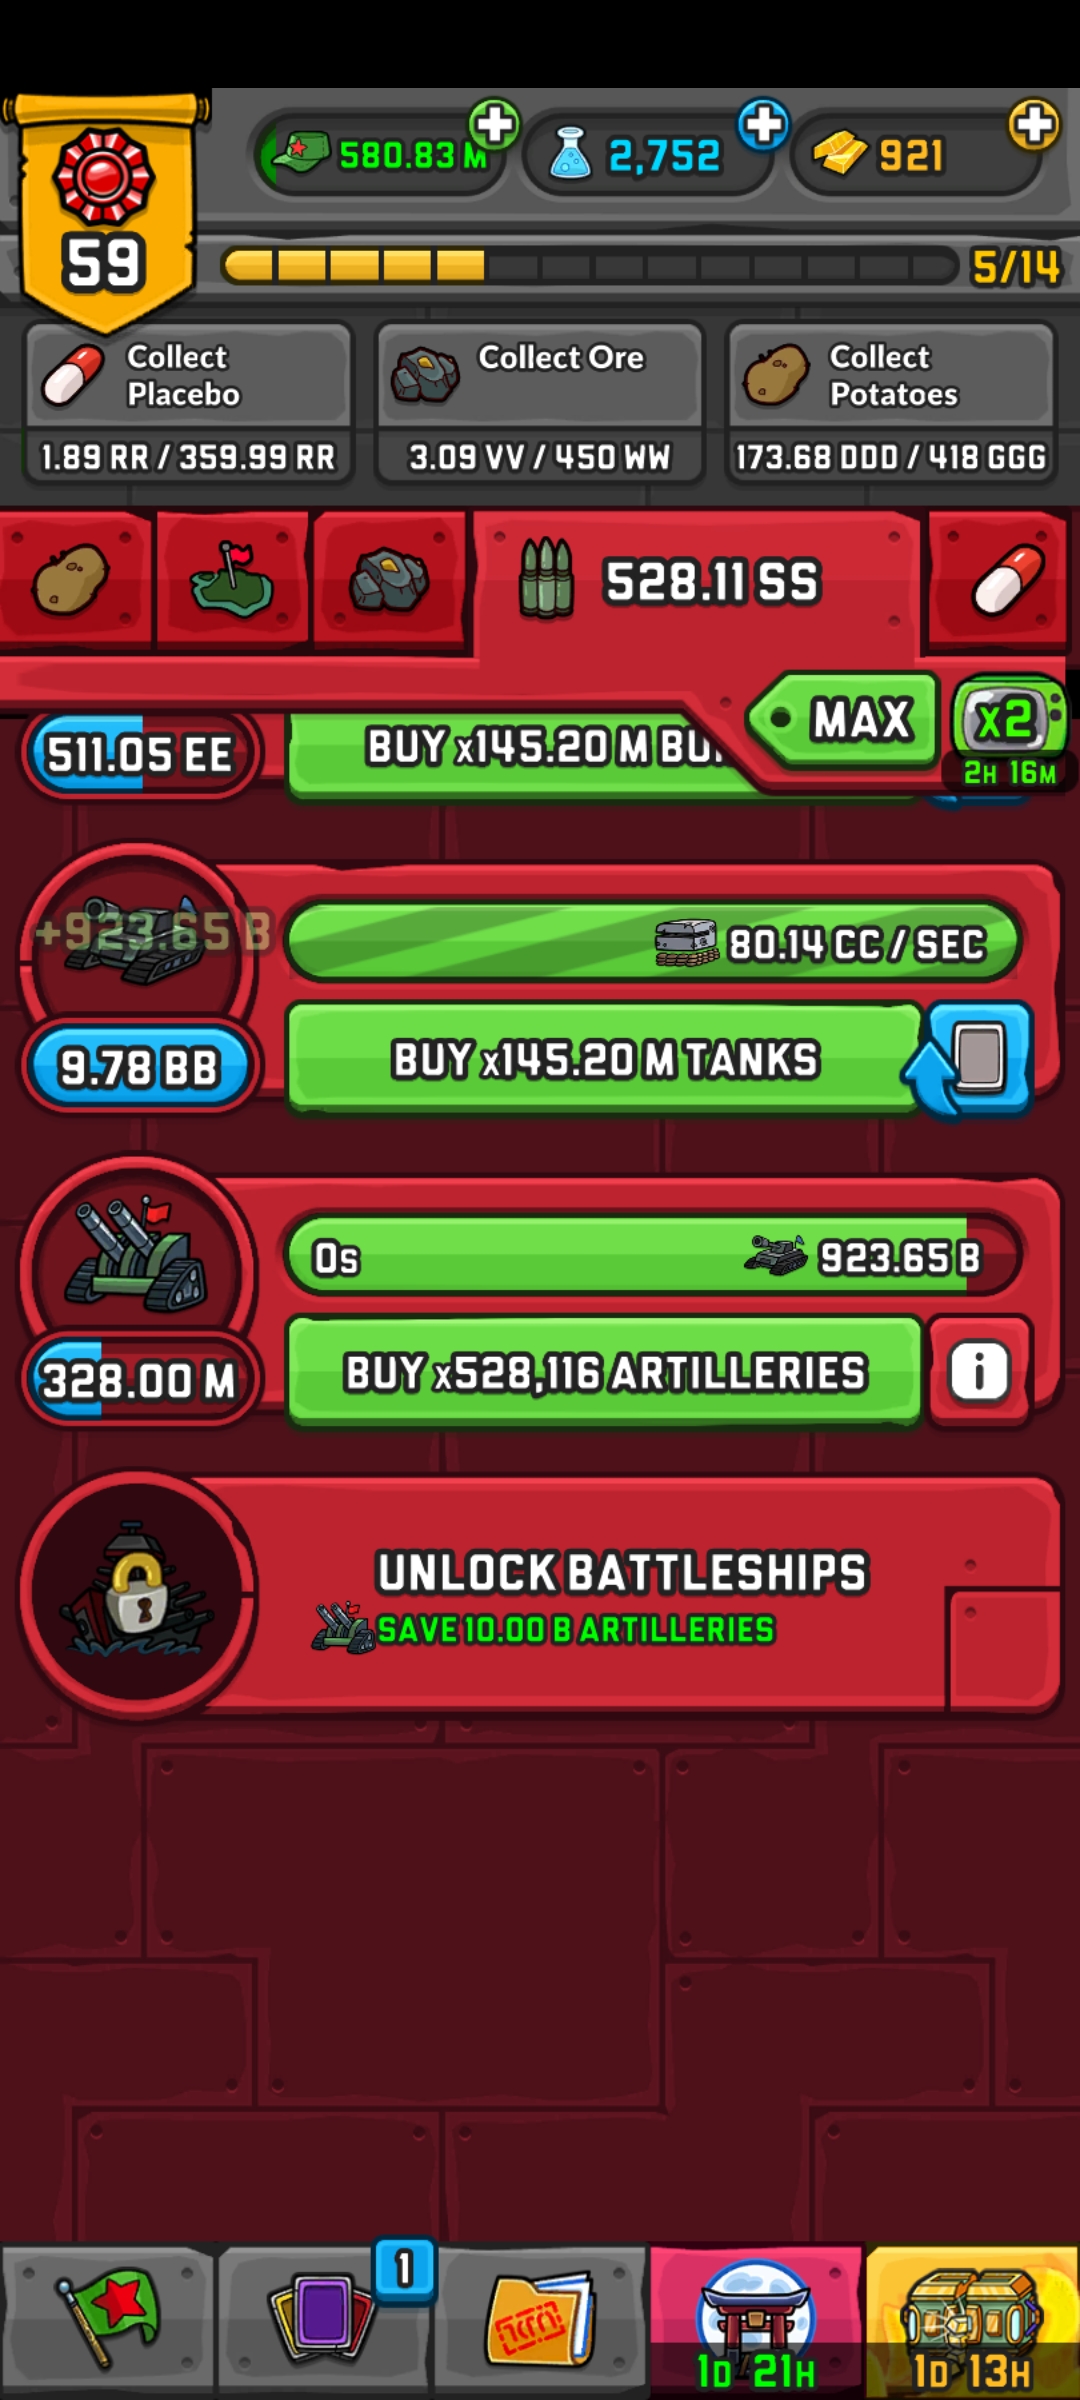 580.83 M
2,752
921
59
5/14
Collect
Placebo
1.89 RR / 359.99 RR
Collect Ore
3.09 VV / 450 WW
Collect
Potatoes
173.68 DDD / 418 GGG
528.11 SS
MAX
x2
2H 16M
511.05 EE
BUY x145.20 M
+923.65 B
80.14 CC / SEC
9.78 BB
BUY x145.20 M TANKS
0s
923.65 B
328.00 M
BUY x528,116 ARTILLERIES
i
UNLOCK BATTLESHIPS
SAVE 10.00 B ARTILLERIES
1
1D 21H
1D 13H